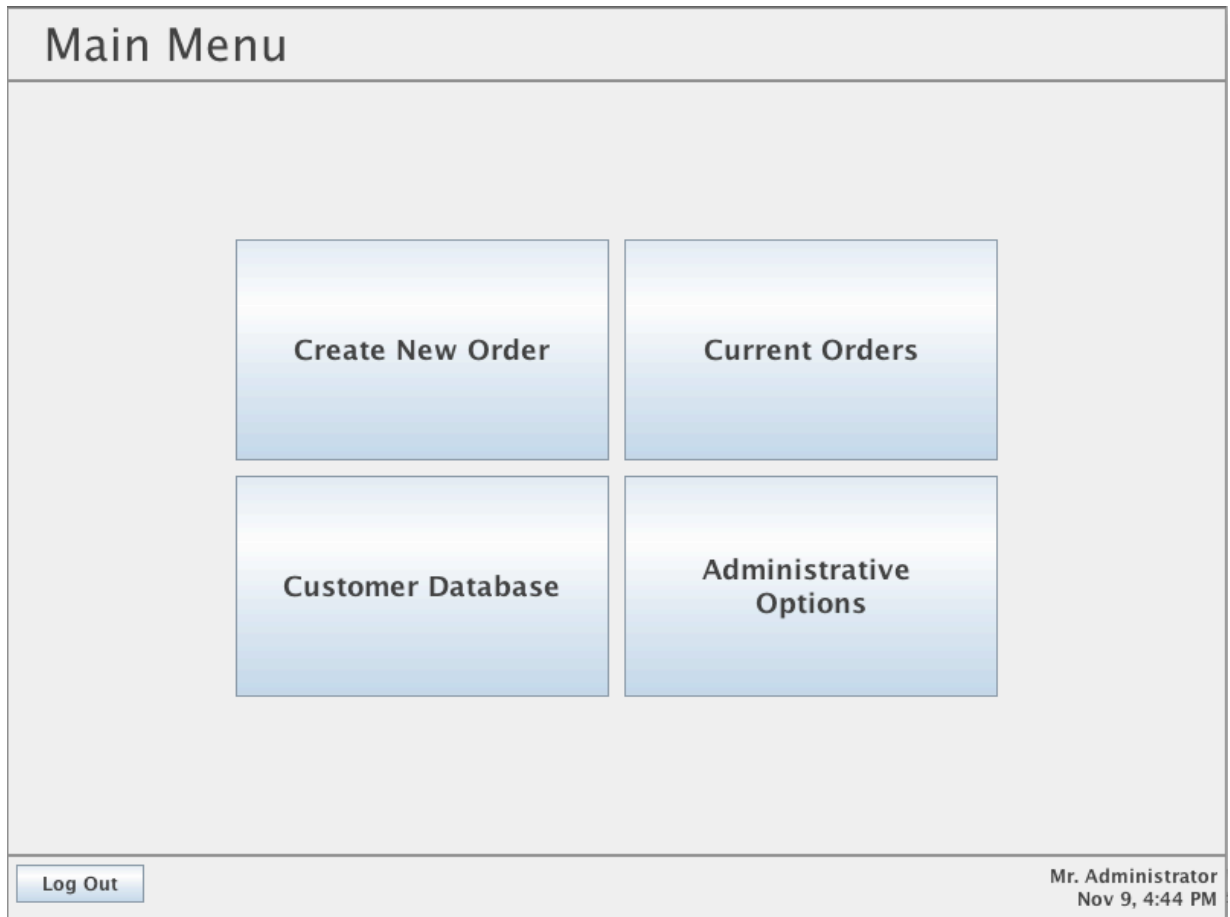 Main Menu
Create New Order
Current Orders
Customer Database
Administrative
Options
Log Out
Mr. Administrator
Nov 9, 4:44 PM